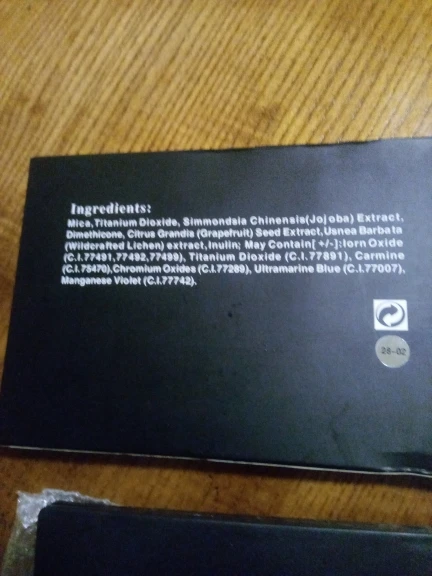 Ingredients:
Mica,Titanium Dioxide, Simmondsia Chinensis(Jojoba) Extract,
Dimethicone, Citrus Grandis (Grapefruit) Seed Extract,Usnea Barbata
(Wildcrafted Lichen) extract,Inulin; May Contain[ +/-]:Iorn Oxide
(C.I.77491,77492,77499), Titanium Dioxide (C.I.77891), Carmine
(C.I.75470),Chromium Oxides (C.I.77289), Ultramarine Blue (C.I.77007),
Manganese Violet (C.I.77742).
28-02